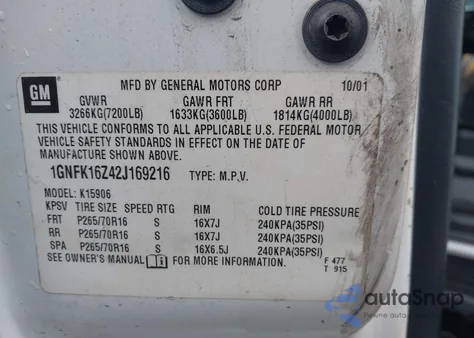 GM
MFD BY GENERAL MOTORS CORP 10/01
GVWR GAWR FRT GAWR RR
3266KG(7200LB) 1633KG(3600LB) 1814KG(4000LB)
THIS VEHICLE CONFORMS TO ALL APPLICABLE U.S. FEDERAL MOTOR
VEHICLE SAFETY STANDARDS IN EFFECT ON THE DATE OF
MANUFACTURE SHOWN ABOVE.
1GNFK16Z42J169216 TYPE: M.P.V.
MODEL: K15906
KPSV TIRE SIZE SPEED RTG RIM COLD TIRE PRESSURE
FRT P265/70R16 S 16X7J 240KPA(35PSI)
RR P265/70R16 S 16X7J 240KPA(35PSI)
SPA P265/70R16 S 16X6.5J 240KPA(35PSI)
SEE OWNER'S MANUAL FOR MORE INFORMATION. F 477
T 915
autoSnap